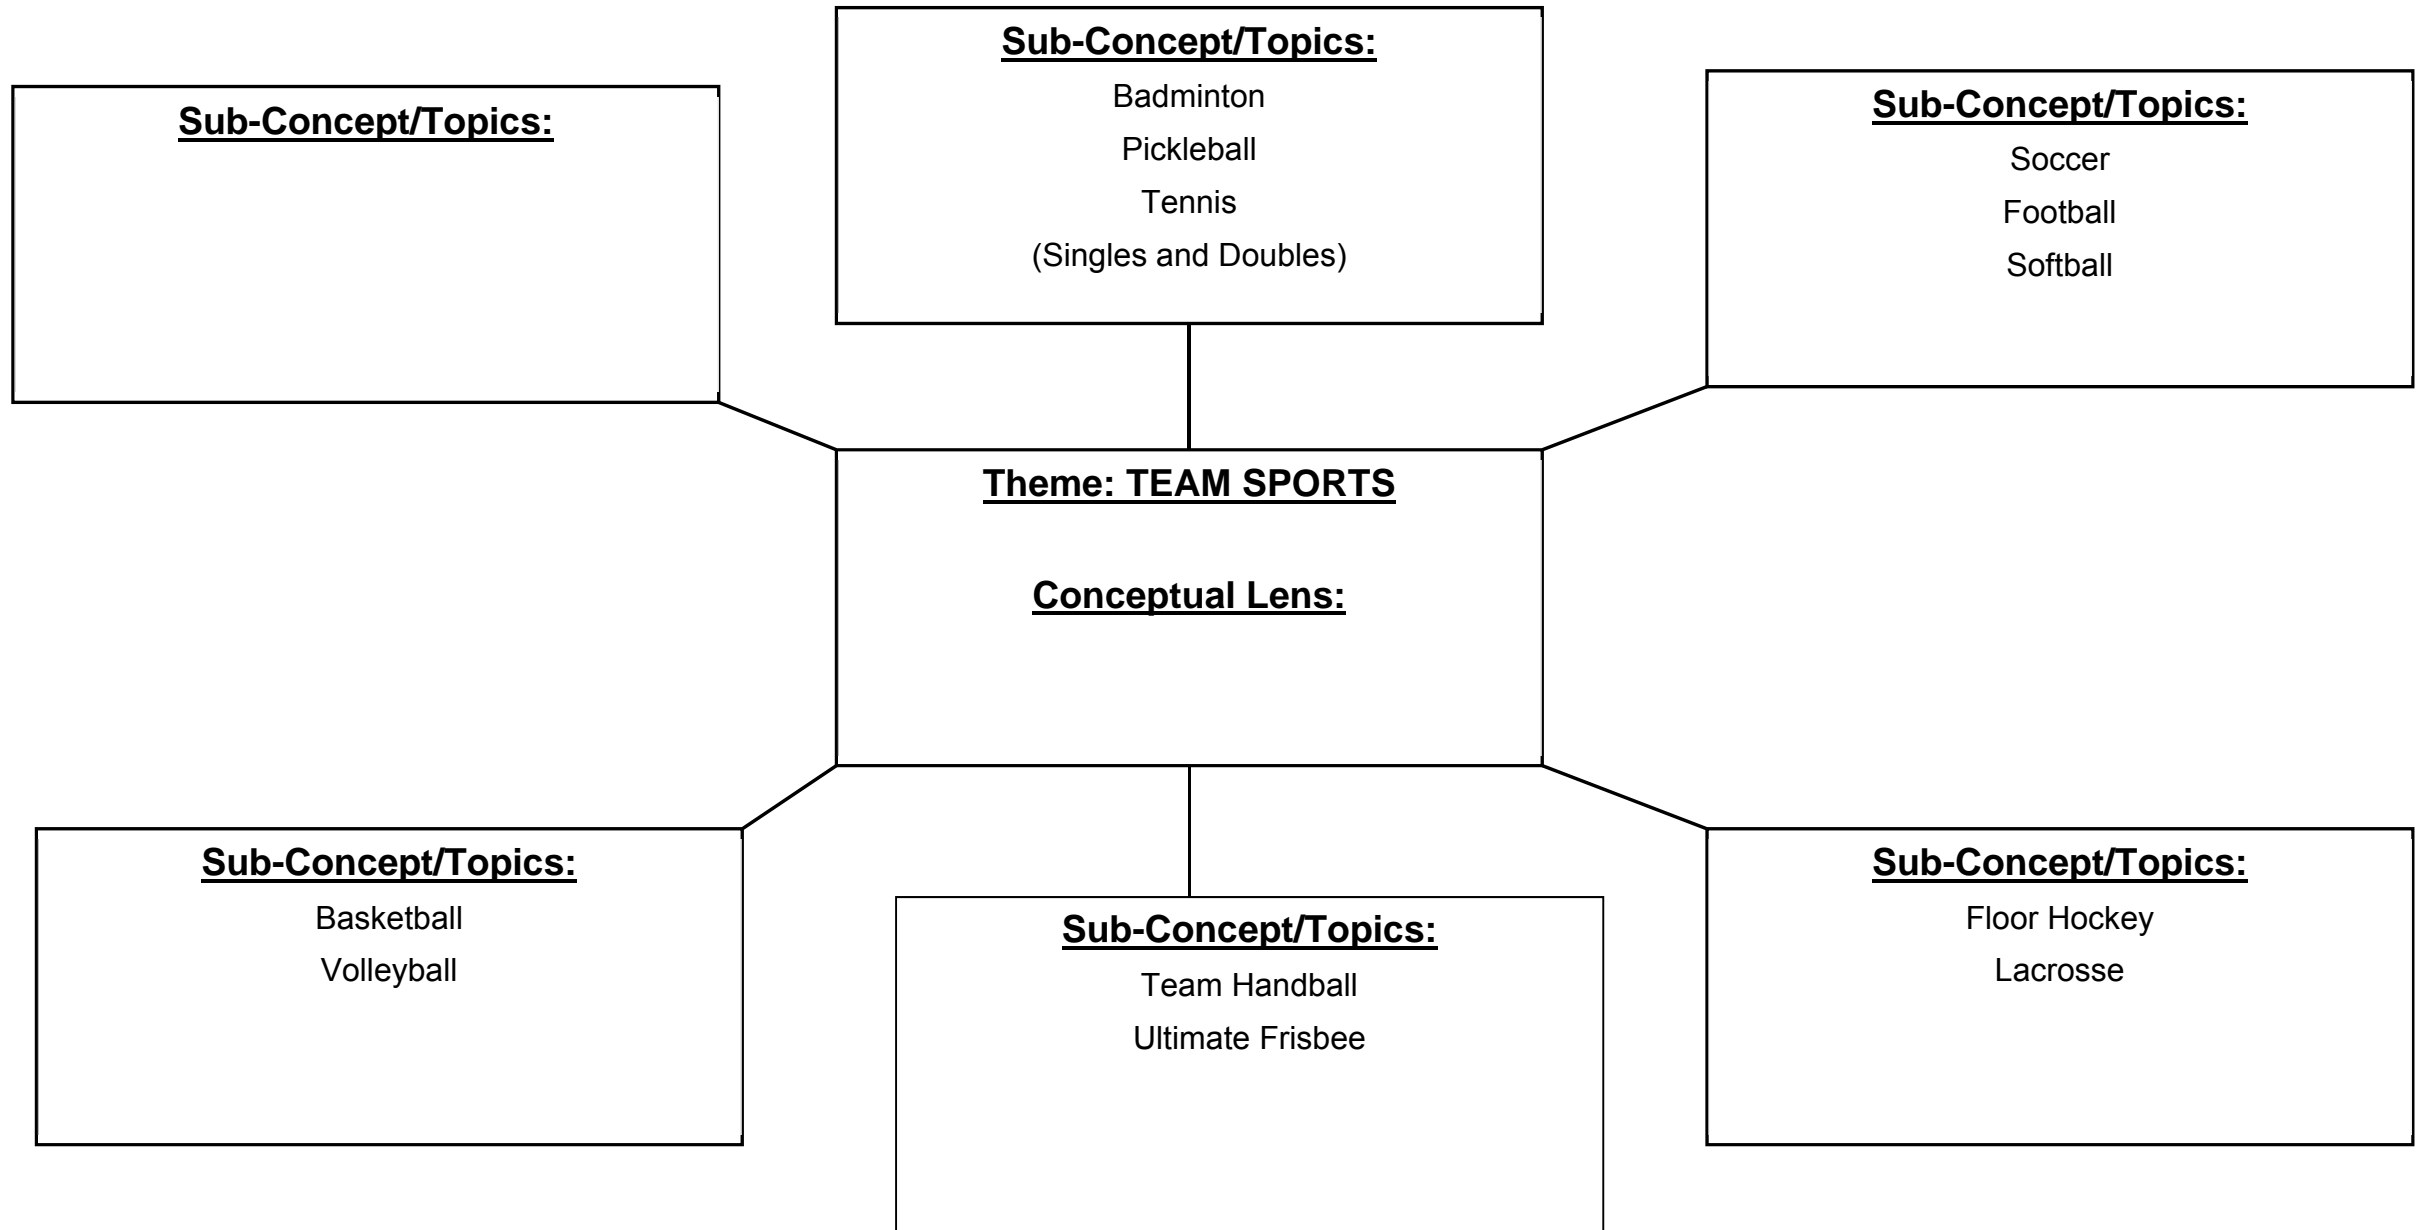 Sub-Concept/Topics:
Sub-Concept/Topics:
Badminton
Pickleball
Tennis
(Singles and Doubles)
Sub-Concept/Topics:
Soccer
Football
Softball
Theme: TEAM SPORTS
Conceptual Lens:
Sub-Concept/Topics:
Basketball
Volleyball
Sub-Concept/Topics:
Team Handball
Ultimate Frisbee
Sub-Concept/Topics:
Floor Hockey
Lacrosse